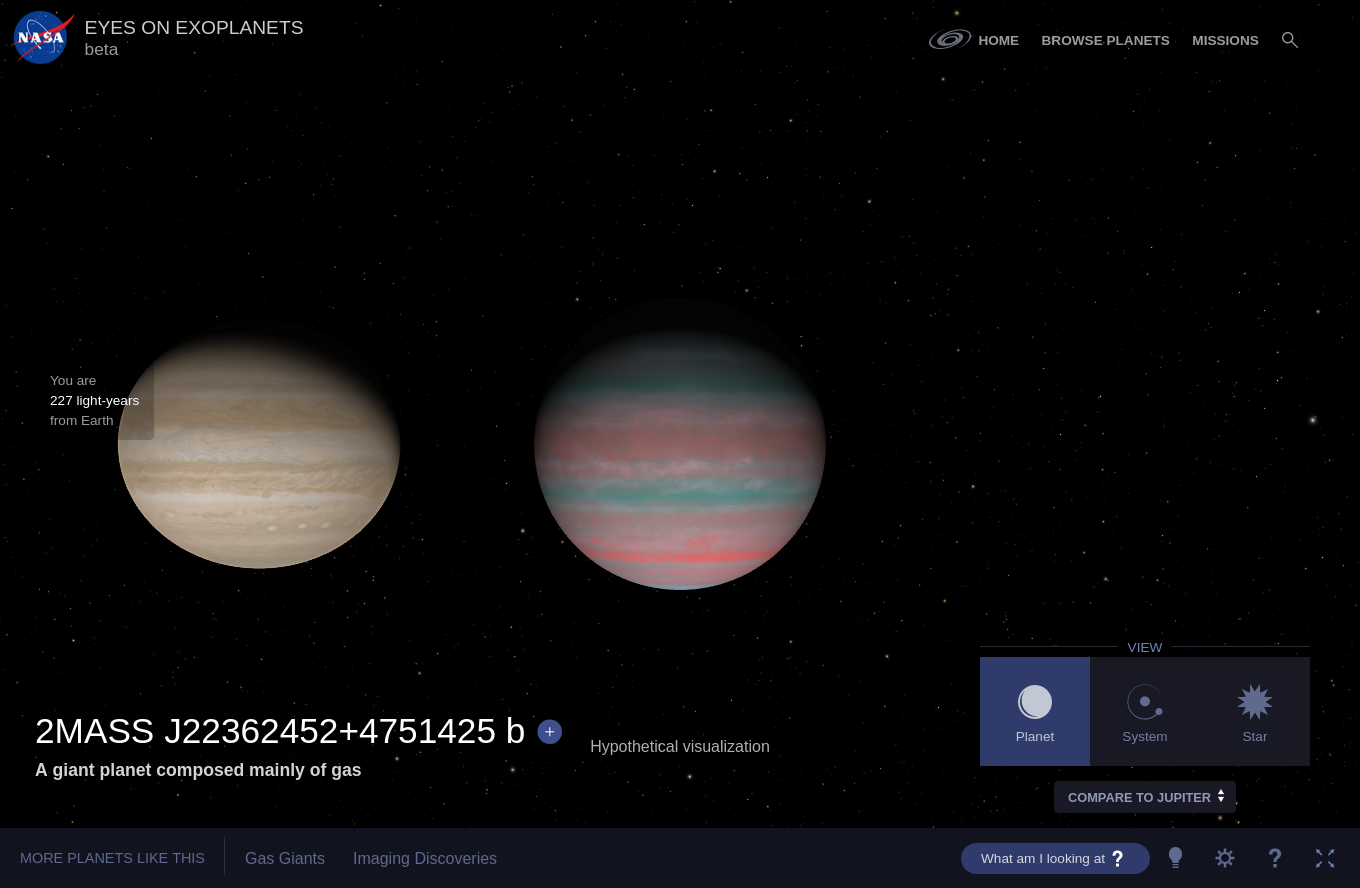 NASA
EYES ON EXOPLANETS
beta
HOME
BROWSE PLANETS
MISSIONS
You are
227 light-years
from Earth
VIEW
Planet
System
Star
2MASS J22362452+4751425 b +
A giant planet composed mainly of gas
Hypothetical visualization
COMPARE TO JUPITER
MORE PLANETS LIKE THIS
Gas Giants
Imaging Discoveries
What am I looking at ?
?